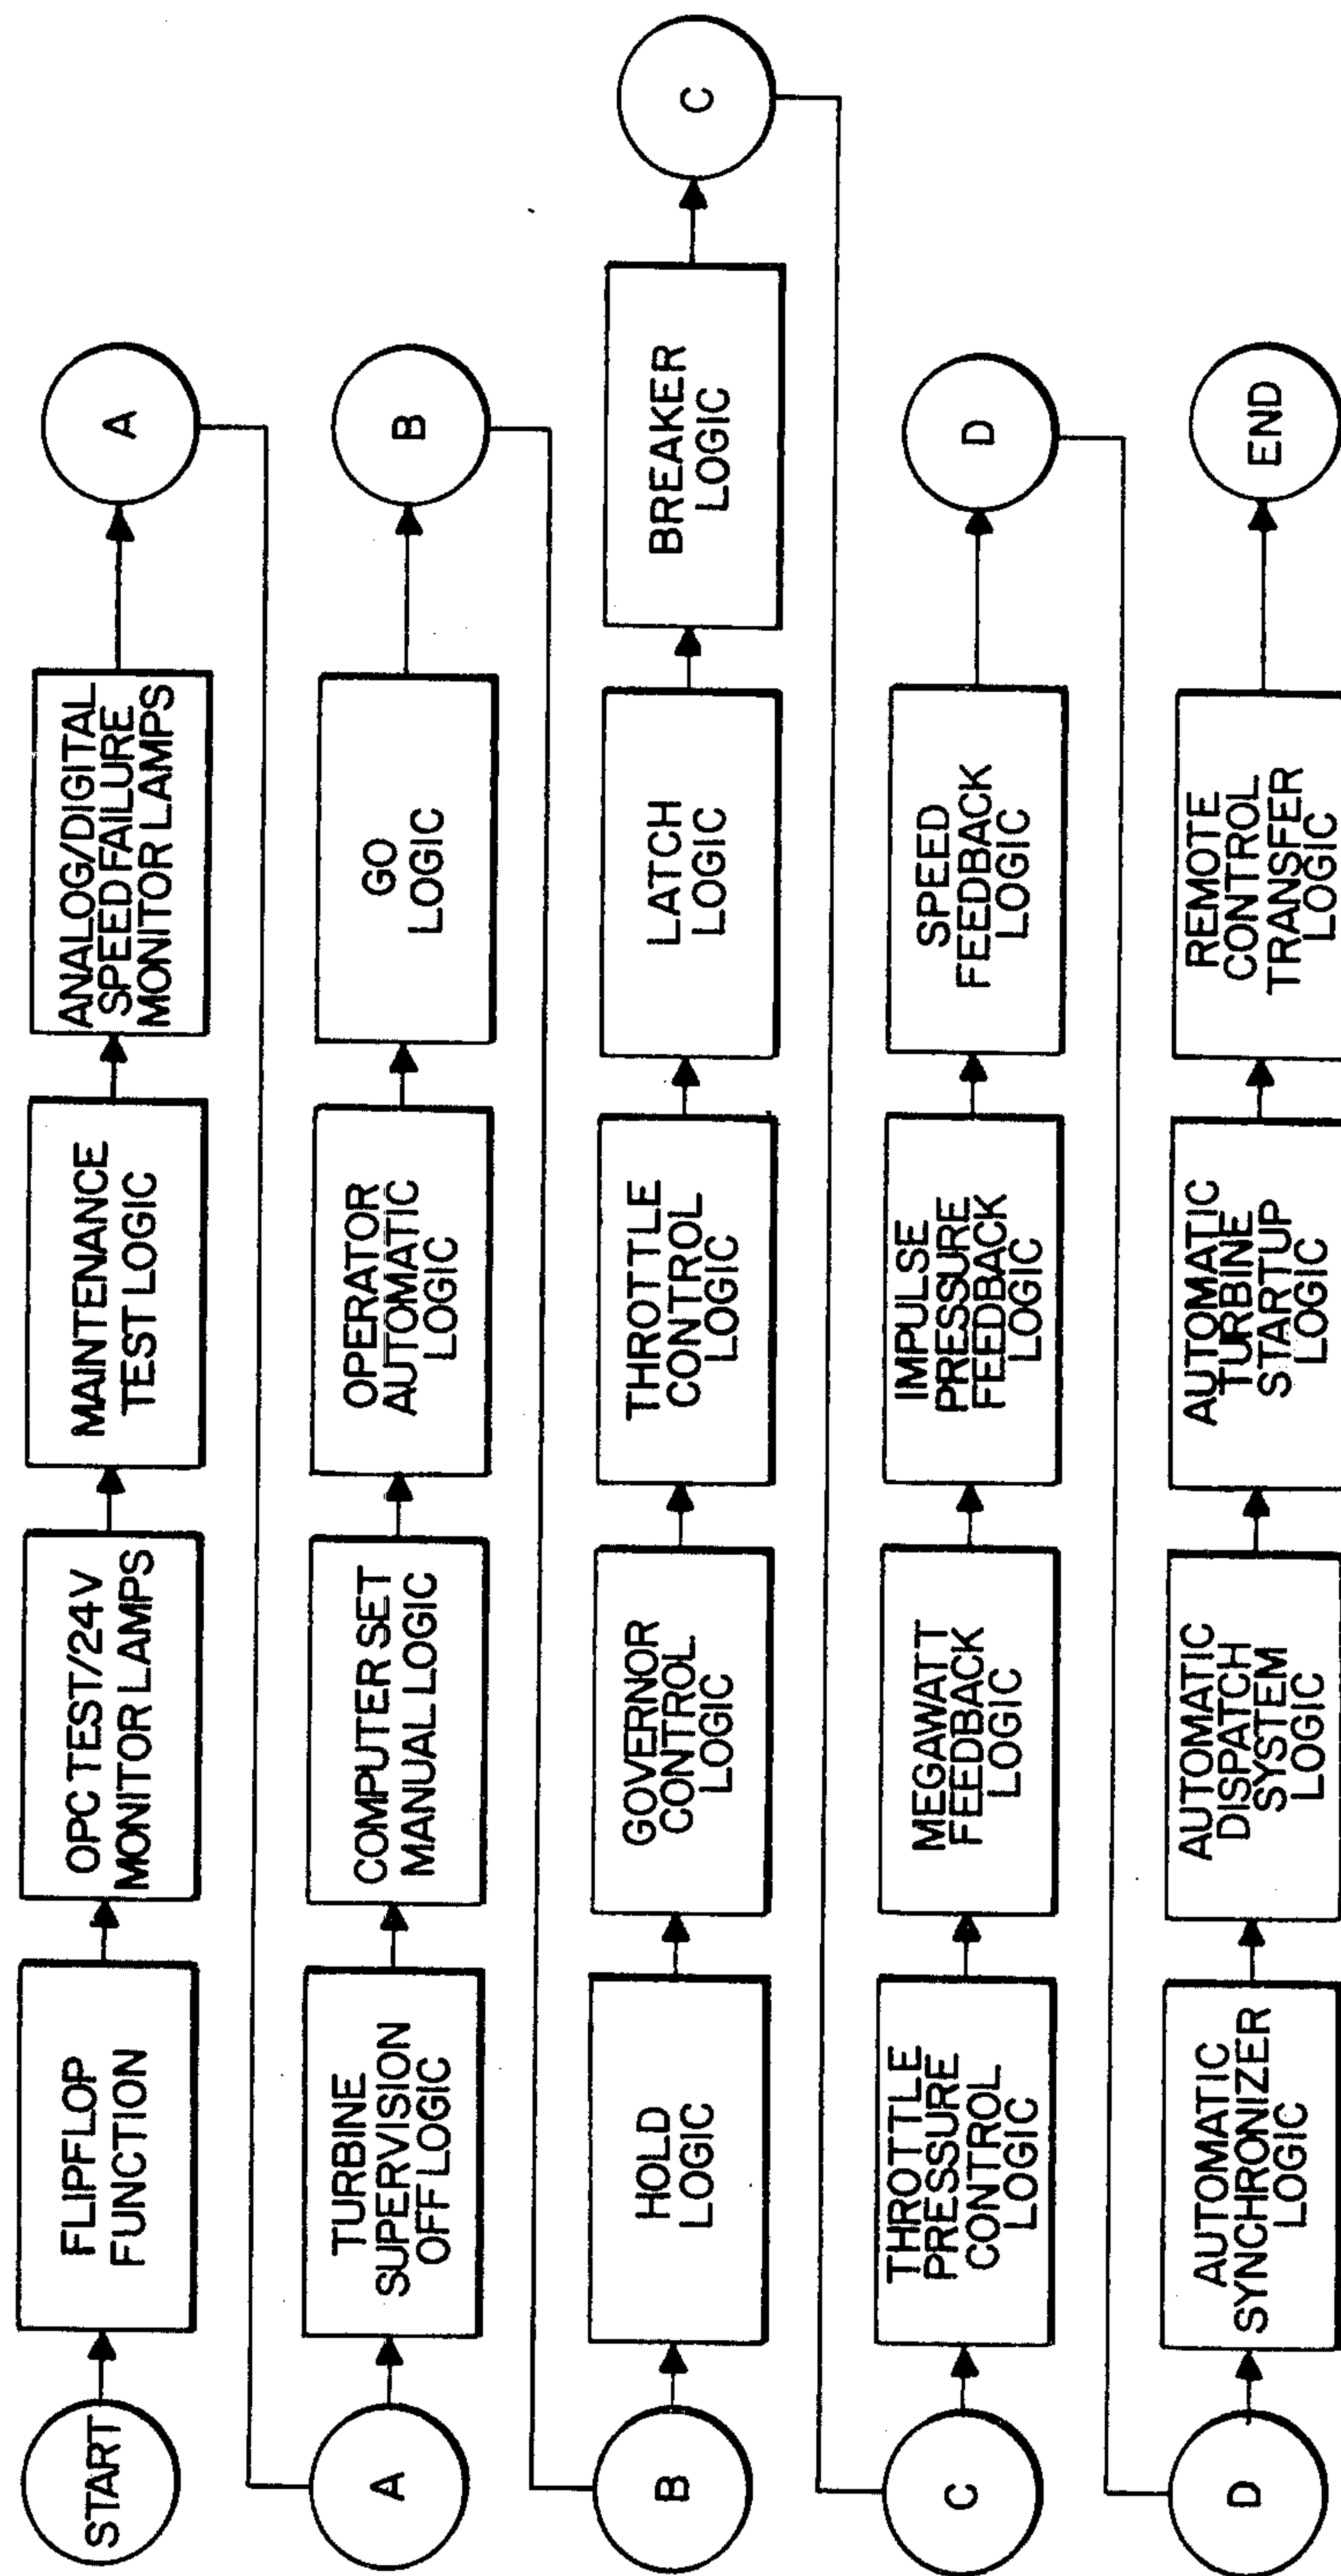 START
FLIPFLOP
FUNCTION
OPC TEST/24V
MONITOR LAMPS
MAINTENANCE
TEST LOGIC
ANALOG/DIGITAL
SPEED FAILURE
MONITOR LAMPS
A
A
TURBINE
SUPERVISION
OFF LOGIC
COMPUTER SET
MANUAL LOGIC
OPERATOR
AUTOMATIC
LOGIC
GO
LOGIC
B
B
HOLD
LOGIC
GOVERNOR
CONTROL
LOGIC
THROTTLE
CONTROL
LOGIC
LATCH
LOGIC
BREAKER
LOGIC
C
C
THROTTLE
PRESSURE
CONTROL
LOGIC
MEGAWATT
FEEDBACK
LOGIC
IMPULSE
PRESSURE
FEEDBACK
LOGIC
SPEED
FEEDBACK
LOGIC
D
D
AUTOMATIC
SYNCHRONIZER
LOGIC
AUTOMATIC
DISPATCH
SYSTEM
LOGIC
AUTOMATIC
TURBINE
STARTUP
LOGIC
REMOTE
CONTROL
TRANSFER
LOGIC
END